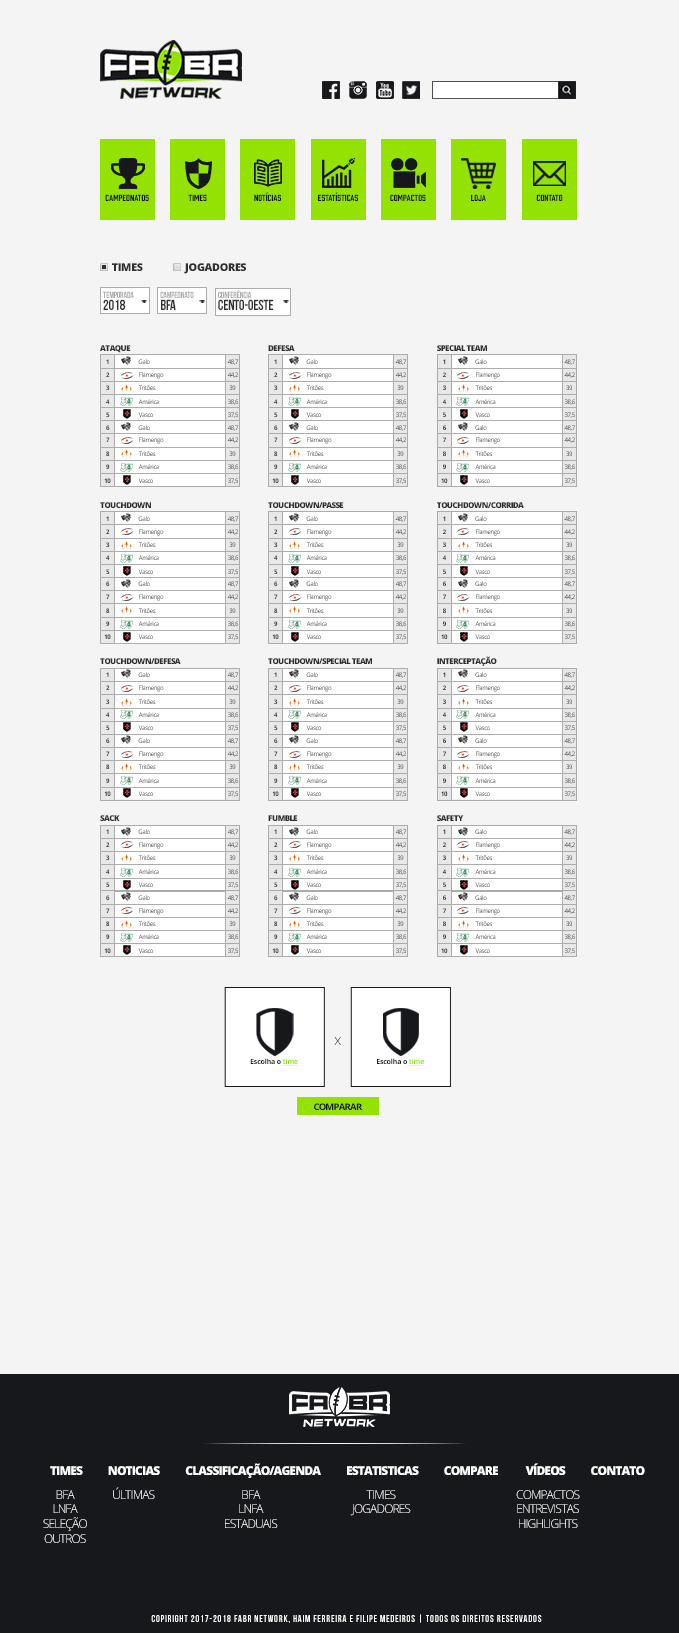 FABR
NETWORK
You
Tube
CAMPEONATOS TIMES NOTÍCIAS ESTATÍSTICAS COMPACTOS LOJA CONTATO
TIMES JOGADORES
TEMPORADA CAMPEONATO CONFERÊNCIA
2018 BFA CENTO-OESTE
ATAQUE DEFESA SPECIAL TEAM
1 Galo 48,7 1 Galo 48,7 1 Galo 48,7
2 Flamengo 44,2 2 Flamengo 44,2 2 Flamengo 44,2
3 Tritões 39 3 Tritões 39 3 Tritões 39
4 América 38,6 4 América 38,6 4 América 38,6
5 Vasco 37,5 5 Vasco 37,5 5 Vasco 37,5
6 Galo 48,7 6 Galo 48,7 6 Galo 48,7
7 Flamengo 44,2 7 Flamengo 44,2 7 Flamengo 44,2
8 Tritões 39 8 Tritões 39 8 Tritões 39
9 América 38,6 9 América 38,6 9 América 38,6
10 Vasco 37,5 10 Vasco 37,5 10 Vasco 37,5
TOUCHDOWN TOUCHDOWN/PASSE TOUCHDOWN/CORRIDA
1 Galo 48,7 1 Galo 48,7 1 Galo 48,7
2 Flamengo 44,2 2 Flamengo 44,2 2 Flamengo 44,2
3 Tritões 39 3 Tritões 39 3 Tritões 39
4 América 38,6 4 América 38,6 4 América 38,6
5 Vasco 37,5 5 Vasco 37,5 5 Vasco 37,5
6 Galo 48,7 6 Galo 48,7 6 Galo 48,7
7 Flamengo 44,2 7 Flamengo 44,2 7 Flamengo 44,2
8 Tritões 39 8 Tritões 39 8 Tritões 39
9 América 38,6 9 América 38,6 9 América 38,6
10 Vasco 37,5 10 Vasco 37,5 10 Vasco 37,5
TOUCHDOWN/DEFESA TOUCHDOWN/SPECIAL TEAM INTERCEPTAÇÃO
1 Galo 48,7 1 Galo 48,7 1 Galo 48,7
2 Flamengo 44,2 2 Flamengo 44,2 2 Flamengo 44,2
3 Tritões 39 3 Tritões 39 3 Tritões 39
4 América 38,6 4 América 38,6 4 América 38,6
5 Vasco 37,5 5 Vasco 37,5 5 Vasco 37,5
6 Galo 48,7 6 Galo 48,7 6 Galo 48,7
7 Flamengo 44,2 7 Flamengo 44,2 7 Flamengo 44,2
8 Tritões 39 8 Tritões 39 8 Tritões 39
9 América 38,6 9 América 38,6 9 América 38,6
10 Vasco 37,5 10 Vasco 37,5 10 Vasco 37,5
SACK FUMBLE SAFETY
1 Galo 48,7 1 Galo 48,7 1 Galo 48,7
2 Flamengo 44,2 2 Flamengo 44,2 2 Flamengo 44,2
3 Tritões 39 3 Tritões 39 3 Tritões 39
4 América 38,6 4 América 38,6 4 América 38,6
5 Vasco 37,5 5 Vasco 37,5 5 Vasco 37,5
6 Galo 48,7 6 Galo 48,7 6 Galo 48,7
7 Flamengo 44,2 7 Flamengo 44,2 7 Flamengo 44,2
8 Tritões 39 8 Tritões 39 8 Tritões 39
9 América 38,6 9 América 38,6 9 América 38,6
10 Vasco 37,5 10 Vasco 37,5 10 Vasco 37,5
X
Escolha o time Escolha o time
COMPARAR
FABR
NETWORK
TIMES NOTICIAS CLASSIFICAÇÃO/AGENDA ESTATISTICAS COMPARE VÍDEOS CONTATO
BFA ÚLTIMAS BFA TIMES COMPACTOS
LNFA LNFA JOGADORES ENTREVISTAS
SELEÇÃO ESTADUAIS HIGHLIGHTS
OUTROS
COPIRIGHT 2017-2018 FABR NETWORK, HAIM FERREIRA E FILIPE MEDEIROS | TODOS OS DIREITOS RESERVADOS